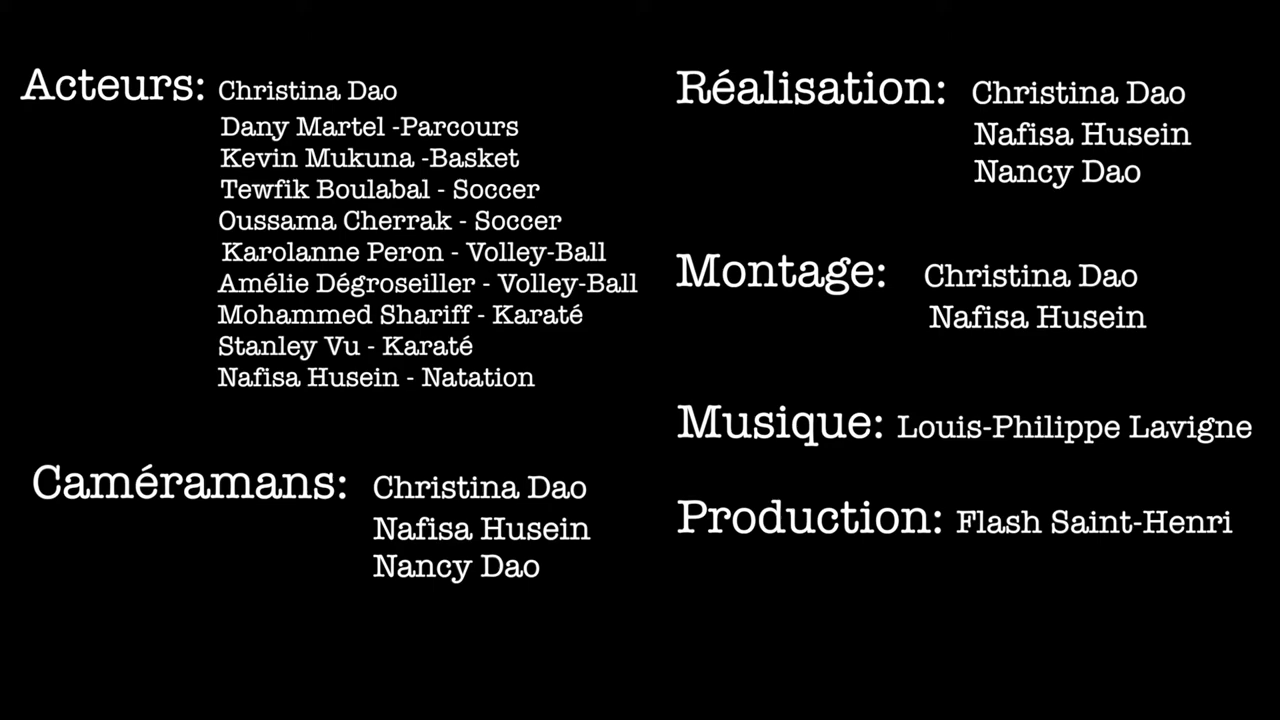 Acteurs: Christina Dao
Dany Martel -Parcours
Kevin Mukuna -Basket
Tewfik Boulabal - Soccer
Oussama Cherrak - Soccer
Karolanne Peron - Volley-Ball
Amélie Dégroseiller - Volley-Ball
Mohammed Shariff - Karaté
Stanley Vu - Karaté
Nafisa Husein - Natation
Caméramans: Christina Dao
Nafisa Husein
Nancy Dao
Réalisation: Christina Dao
Nafisa Husein
Nancy Dao
Montage: Christina Dao
Nafisa Husein
Musique: Louis-Philippe Lavigne
Production: Flash Saint-Henri